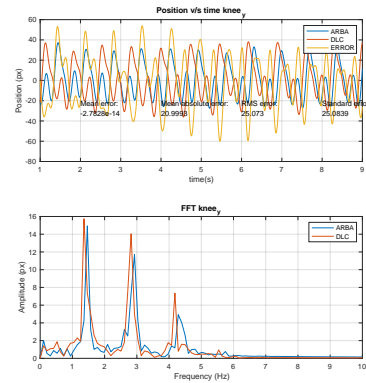 Position v/s time knee_y
ARBA
DLC
ERROR
Position (px)
80
60
40
20
0
-20
-40
-60
-80
Mean error: Mean absolute error: RMS error: Standard
-2.7828e-14 20.9993 25.073 25.0839
1 2 3 4 5 6 7 8 9
time(s)
FFT knee_y
ARBA
DLC
Amplitude (px)
16
14
12
10
8
6
4
2
0
0 1 2 3 4 5 6 7 8 9 10
Frequency (Hz)